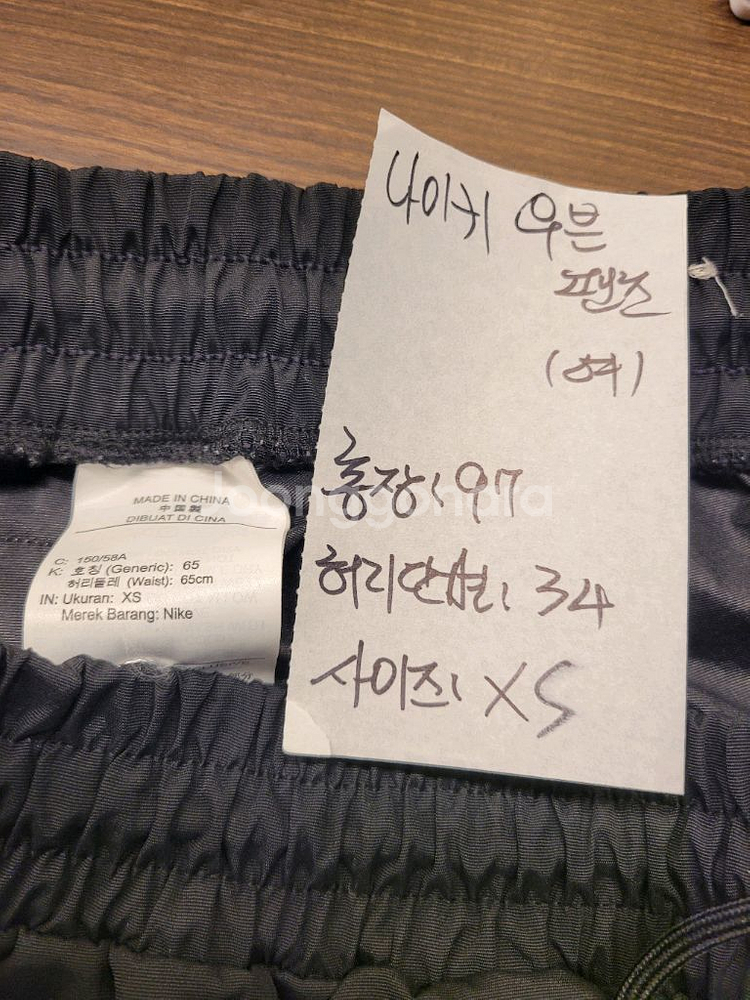 나이키 우븐
팬츠
(여)
총장: 97
허리단면: 34
사이즈: XS
Joonggonara
MADE IN CHINA
中国製
DIBUAT DI CINA
C: 150/58A
K: 호칭 (Generic): 65
허리둘레 (Waist): 65cm
IN: Ukuran: XS
Merek Barang: Nike